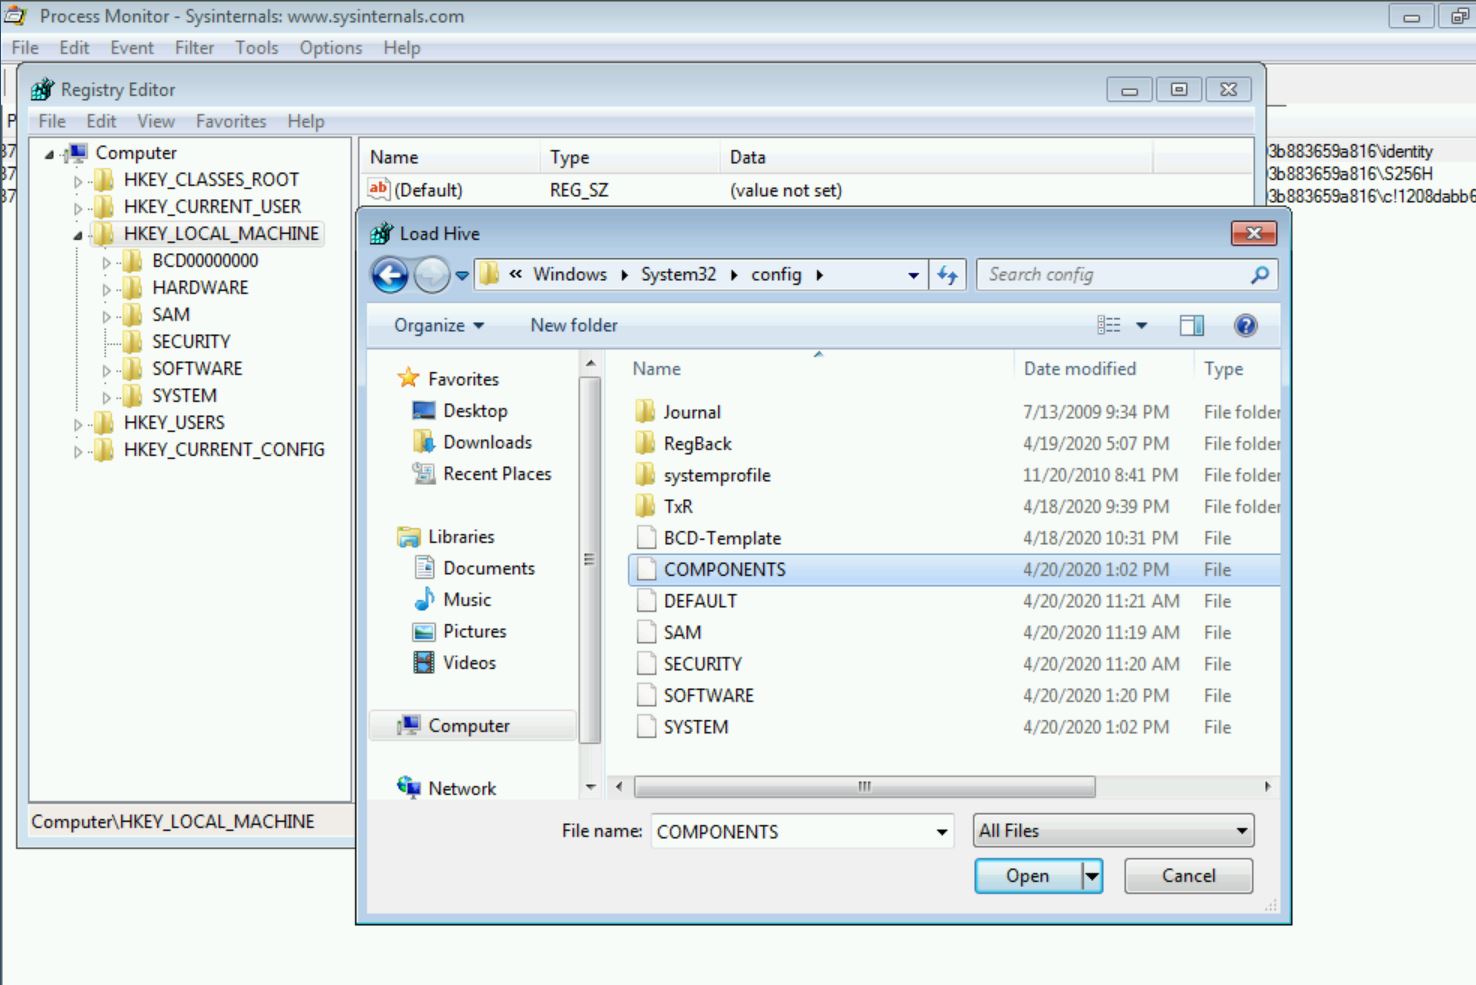 Process Monitor - Sysinternals: www.sysinternals.com
File Edit Event Filter Tools Options Help
Registry Editor
File Edit View Favorites Help
Computer
HKEY_CLASSES_ROOT
HKEY_CURRENT_USER
HKEY_LOCAL_MACHINE
BCD00000000
HARDWARE
SAM
SECURITY
SOFTWARE
SYSTEM
HKEY_USERS
HKEY_CURRENT_CONFIG
Computer\HKEY_LOCAL_MACHINE
Name Type Data
ab (Default) REG_SZ (value not set)
3b883659a816\identity
3b883659a816\S256H
3b883659a816\c!1208dabb6
Load Hive
« Windows System32 config
Search config
Organize New folder
Favorites
Desktop
Downloads
Recent Places
Libraries
Documents
Music
Pictures
Videos
Computer
Network
Name Date modified Type
Journal 7/13/2009 9:34 PM File folder
RegBack 4/19/2020 5:07 PM File folder
systemprofile 11/20/2010 8:41 PM File folder
TxR 4/18/2020 9:39 PM File folder
BCD-Template 4/18/2020 10:31 PM File
COMPONENTS 4/20/2020 1:02 PM File
DEFAULT 4/20/2020 11:21 AM File
SAM 4/20/2020 11:19 AM File
SECURITY 4/20/2020 11:20 AM File
SOFTWARE 4/20/2020 1:20 PM File
SYSTEM 4/20/2020 1:02 PM File
File name: COMPONENTS All Files
Open Cancel